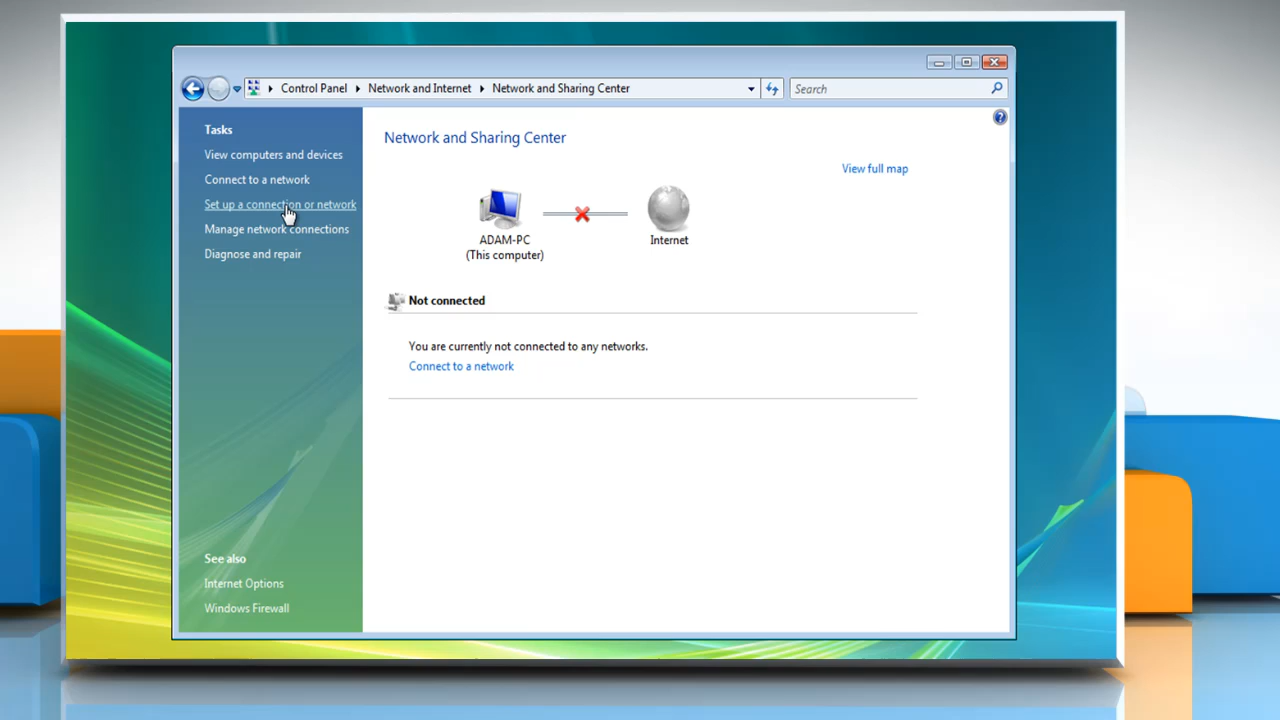 Control Panel
Network and Internet
Network and Sharing Center
Search
Tasks
View computers and devices
Connect to a network
Set up a connection or network
Manage network connections
Diagnose and repair
See also
Internet Options
Windows Firewall
Network and Sharing Center
View full map
ADAM-PC
(This computer)
Internet
Not connected
You are currently not connected to any networks.
Connect to a network